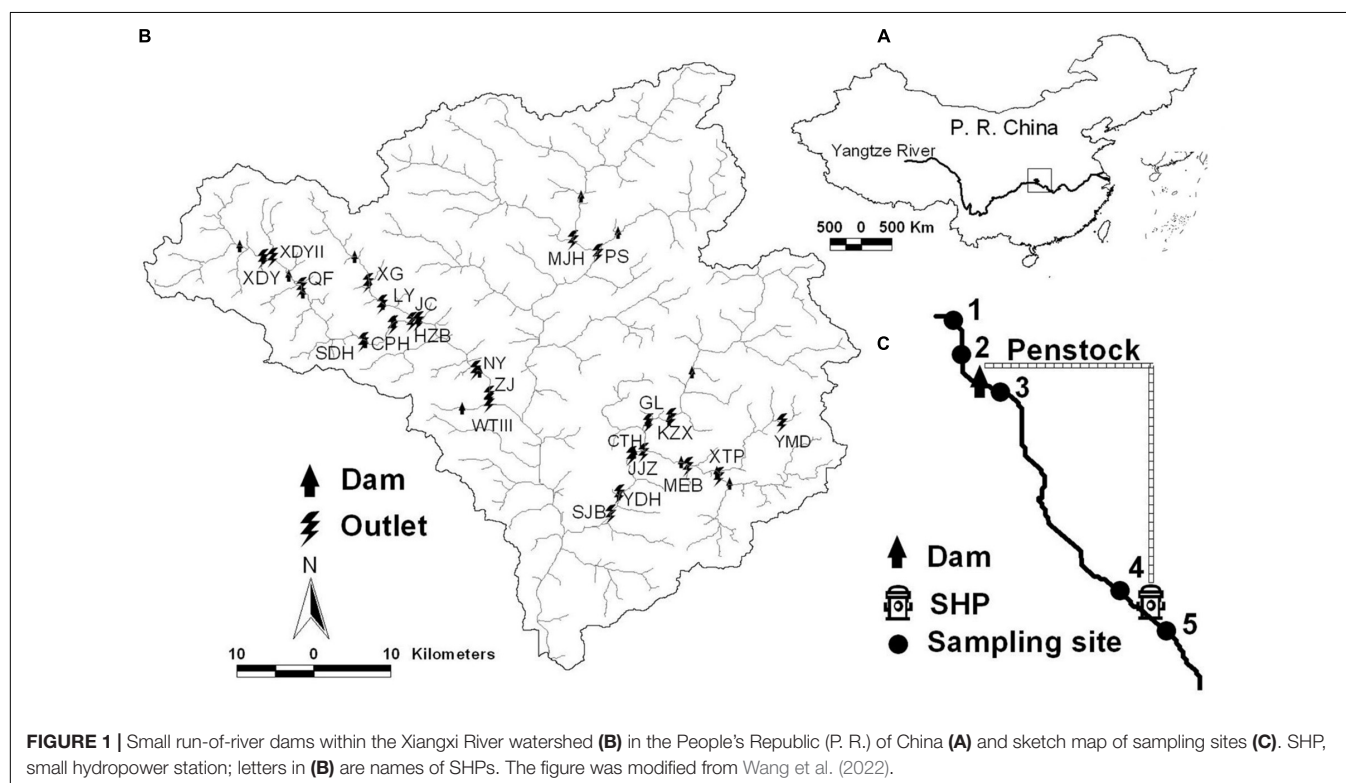 B
A
P. R. China
Yangtze River
500 0 500 Km
MJH
PS
XDYII
XDY
QF
XG
LY
JC
HZB
CPH
SDH
NY
ZJ
WTIII
GL
KZX
YMD
CTH
JJZ
XTP
MEB
YDH
SJB
Dam
Outlet
N
10 0 10 Kilometers
C
1
2
Penstock
3
4
5
Dam
SHP
Sampling site
FIGURE 1 | Small run-of-river dams within the Xiangxi River watershed (B) in the People’s Republic (P. R.) of China (A) and sketch map of sampling sites (C). SHP,
small hydropower station; letters in (B) are names of SHPs. The figure was modified from Wang et al. (2022).